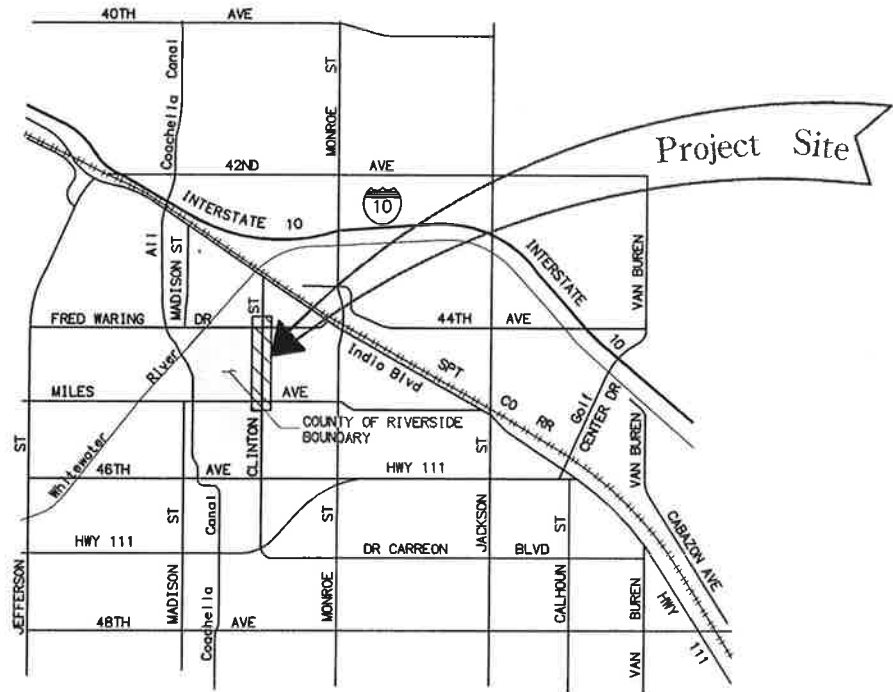 40TH AVE
Coachella Canal
MONROE ST
Project Site
42ND AVE
INTERSTATE 10
10
All
MADISON ST
INTERSTATE 10
VAN BUREN
FRED WARING DR
ST
44TH AVE
River
Indio Blvd
SPT CO RR
Golf
CENTER DR
MILES AVE
COUNTY OF RIVERSIDE
BOUNDARY
CLINTON
ST
Whitewater
46TH AVE
HWY 111
VAN BUREN
CABAZON AVE
HWY 111
DR CARREON BLVD
JEFFERSON
MADISON ST
Coachella Canal
MONROE ST
JACKSON ST
CALHOUN ST
VAN BUREN
HWY 111
48TH AVE